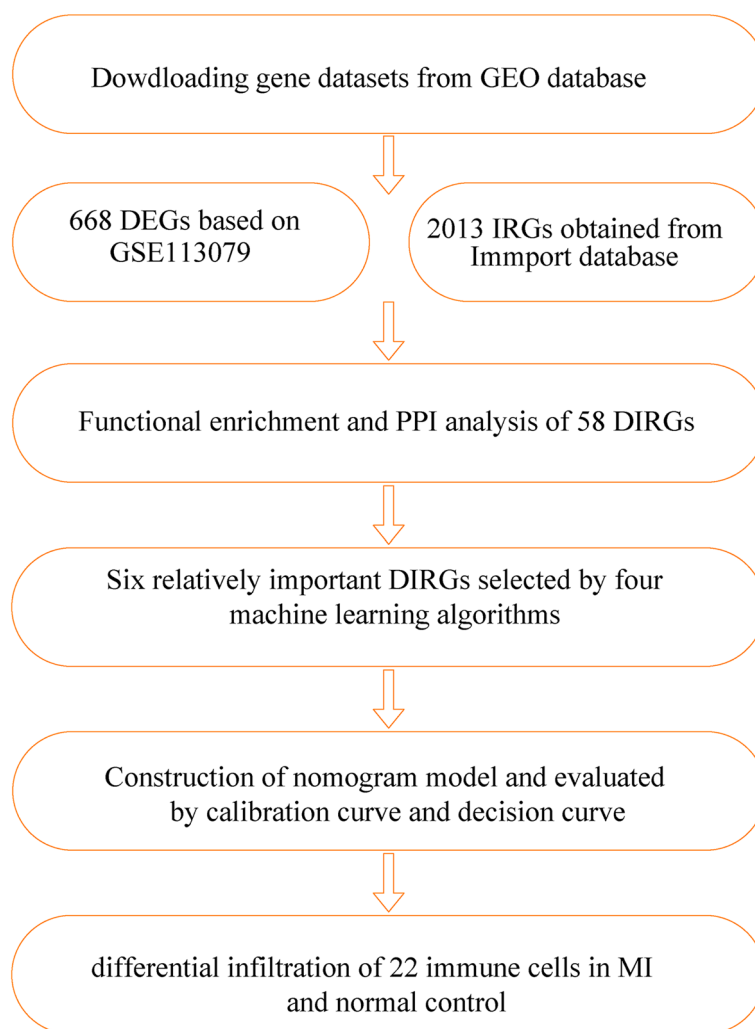 Dowdloading gene datasets from GEO database
668 DEGs based on
GSE113079
2013 IRGs obtained from
Immport database
Functional enrichment and PPI analysis of 58 DIRGs
Six relatively important DIRGs selected by four
machine learning algorithms
Construction of nomogram model and evaluated
by calibration curve and decision curve
differential infiltration of 22 immune cells in MI
and normal control